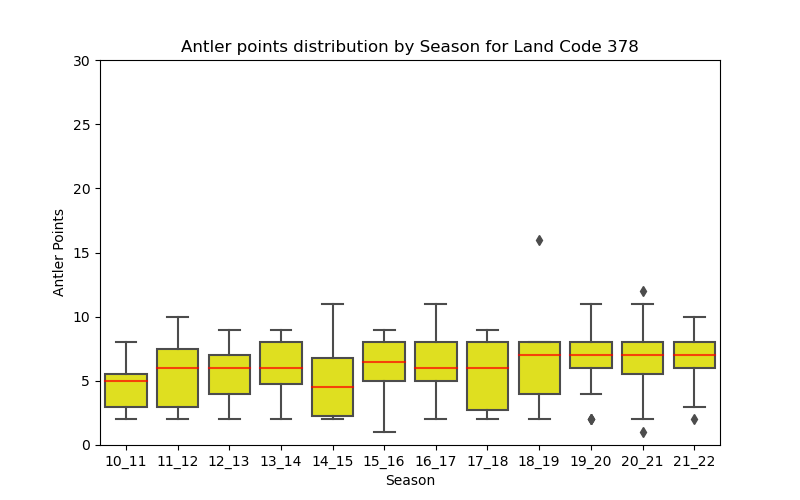 Antler points distribution by Season for Land Code 378
30
25
20
15
10
5
0
Antler Points
10_11 11_12 12_13 13_14 14_15 15_16 16_17 17_18 18_19 19_20 20_21 21_22
Season